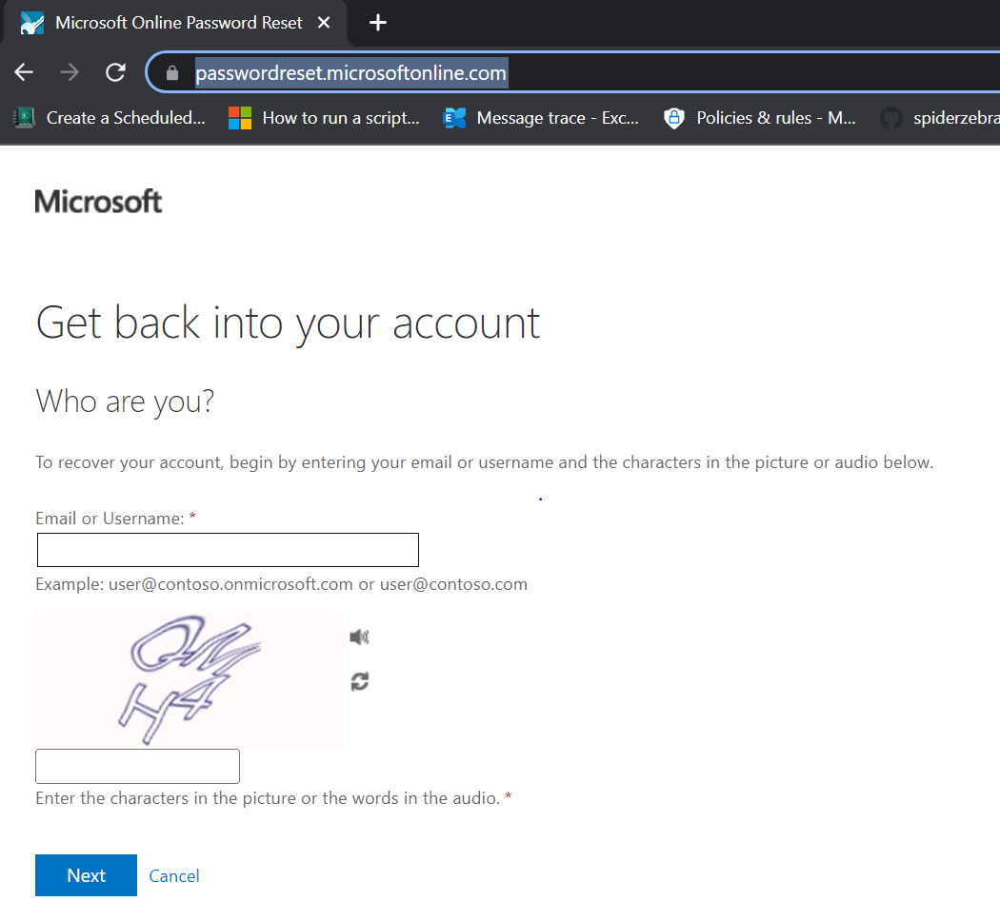 Microsoft Online Password Reset
passwordreset.microsoftonline.com
Create a Scheduled... How to run a script... Message trace - Exc... Policies & rules - M... spiderzebra
Microsoft
Get back into your account
Who are you?
To recover your account, begin by entering your email or username and the characters in the picture or audio below.
Email or Username: *
Example: user@contoso.onmicrosoft.com or user@contoso.com
Enter the characters in the picture or the words in the audio. *
Next Cancel